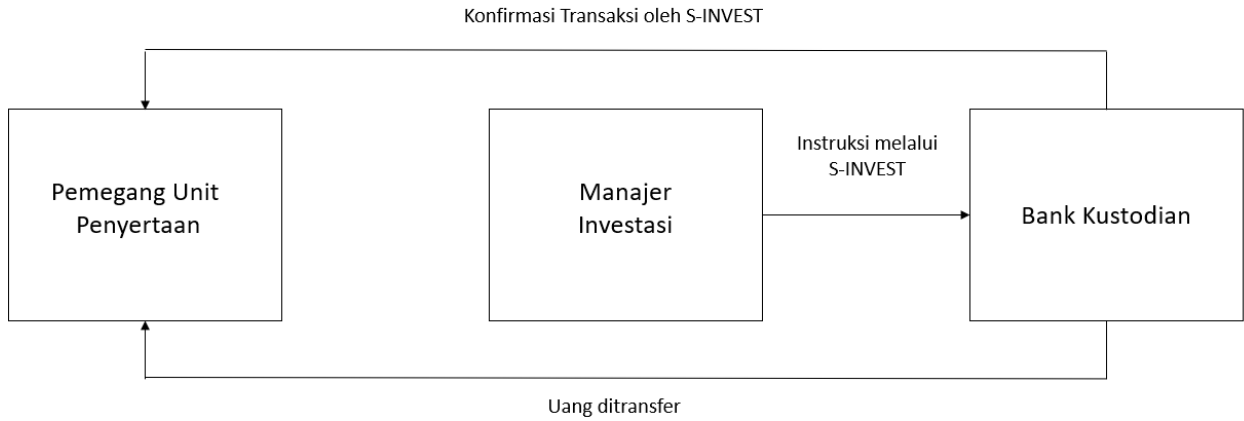 Konfirmasi Transaksi oleh S-INVEST
Pemegang Unit
Penyertaan
Manajer
Investasi
Instruksi melalui
S-INVEST
Bank Kustodian
Uang ditransfer